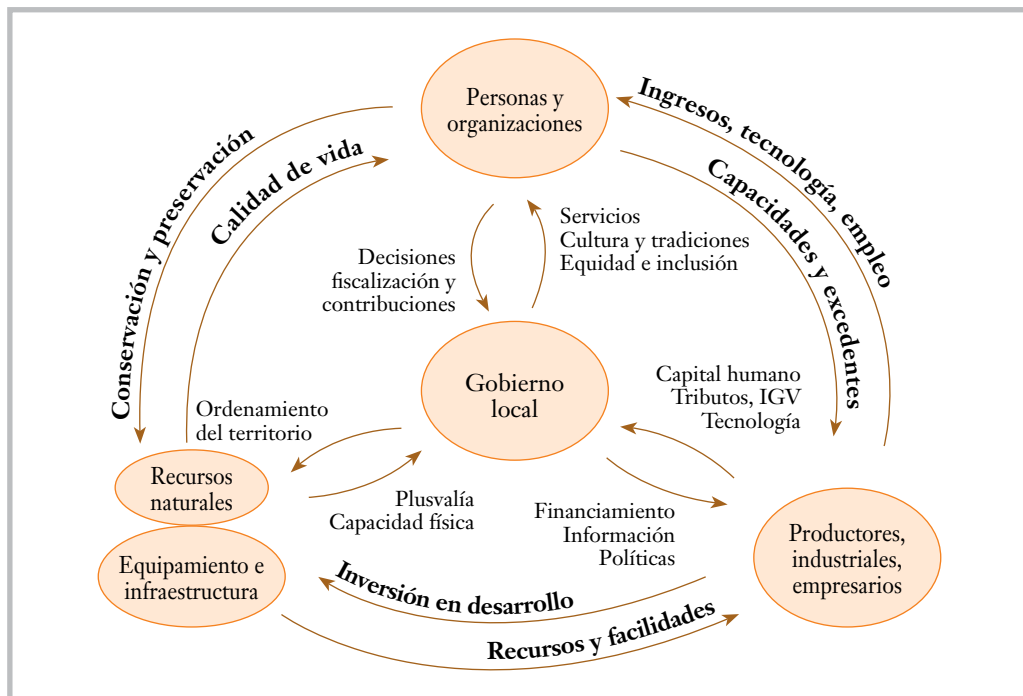 Personas y
organizaciones
Ingresos, tecnología, empleo
Capacidades y excedentes
Conservación y preservación
Calidad de vida
Servicios
Cultura y tradiciones
Equidad e inclusión
Decisiones
fiscalización y
contribuciones
Gobierno
local
Capital humano
Tributos, IGV
Tecnología
Ordenamiento
del territorio
Recursos
naturales
Plusvalía
Capacidad física
Financiamiento
Información
Políticas
Productores,
industriales,
empresarios
Equipamiento e
infraestructura
Inversión en desarrollo
Recursos y facilidades